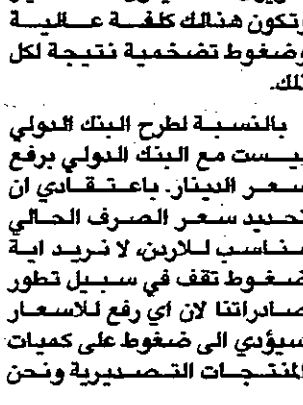 وتكون هنالك كلفة عالية
وضغوط تضخمية نتيجة لكل
ذلك.
بالنسبة لطرح البنك الدولي
ليست مع البنك الدولي برفع
سعر الدينار. باعتقادي ان
تحديد سعر الصرف الحالي
مناسب للاردن، لا نريد اية
ضغوط تقف في سبيل تطور
صادراتنا لان اي رفع للاسعار
سيؤدي الى ضغوط على كميات
المنتجات التصديرية ونحن